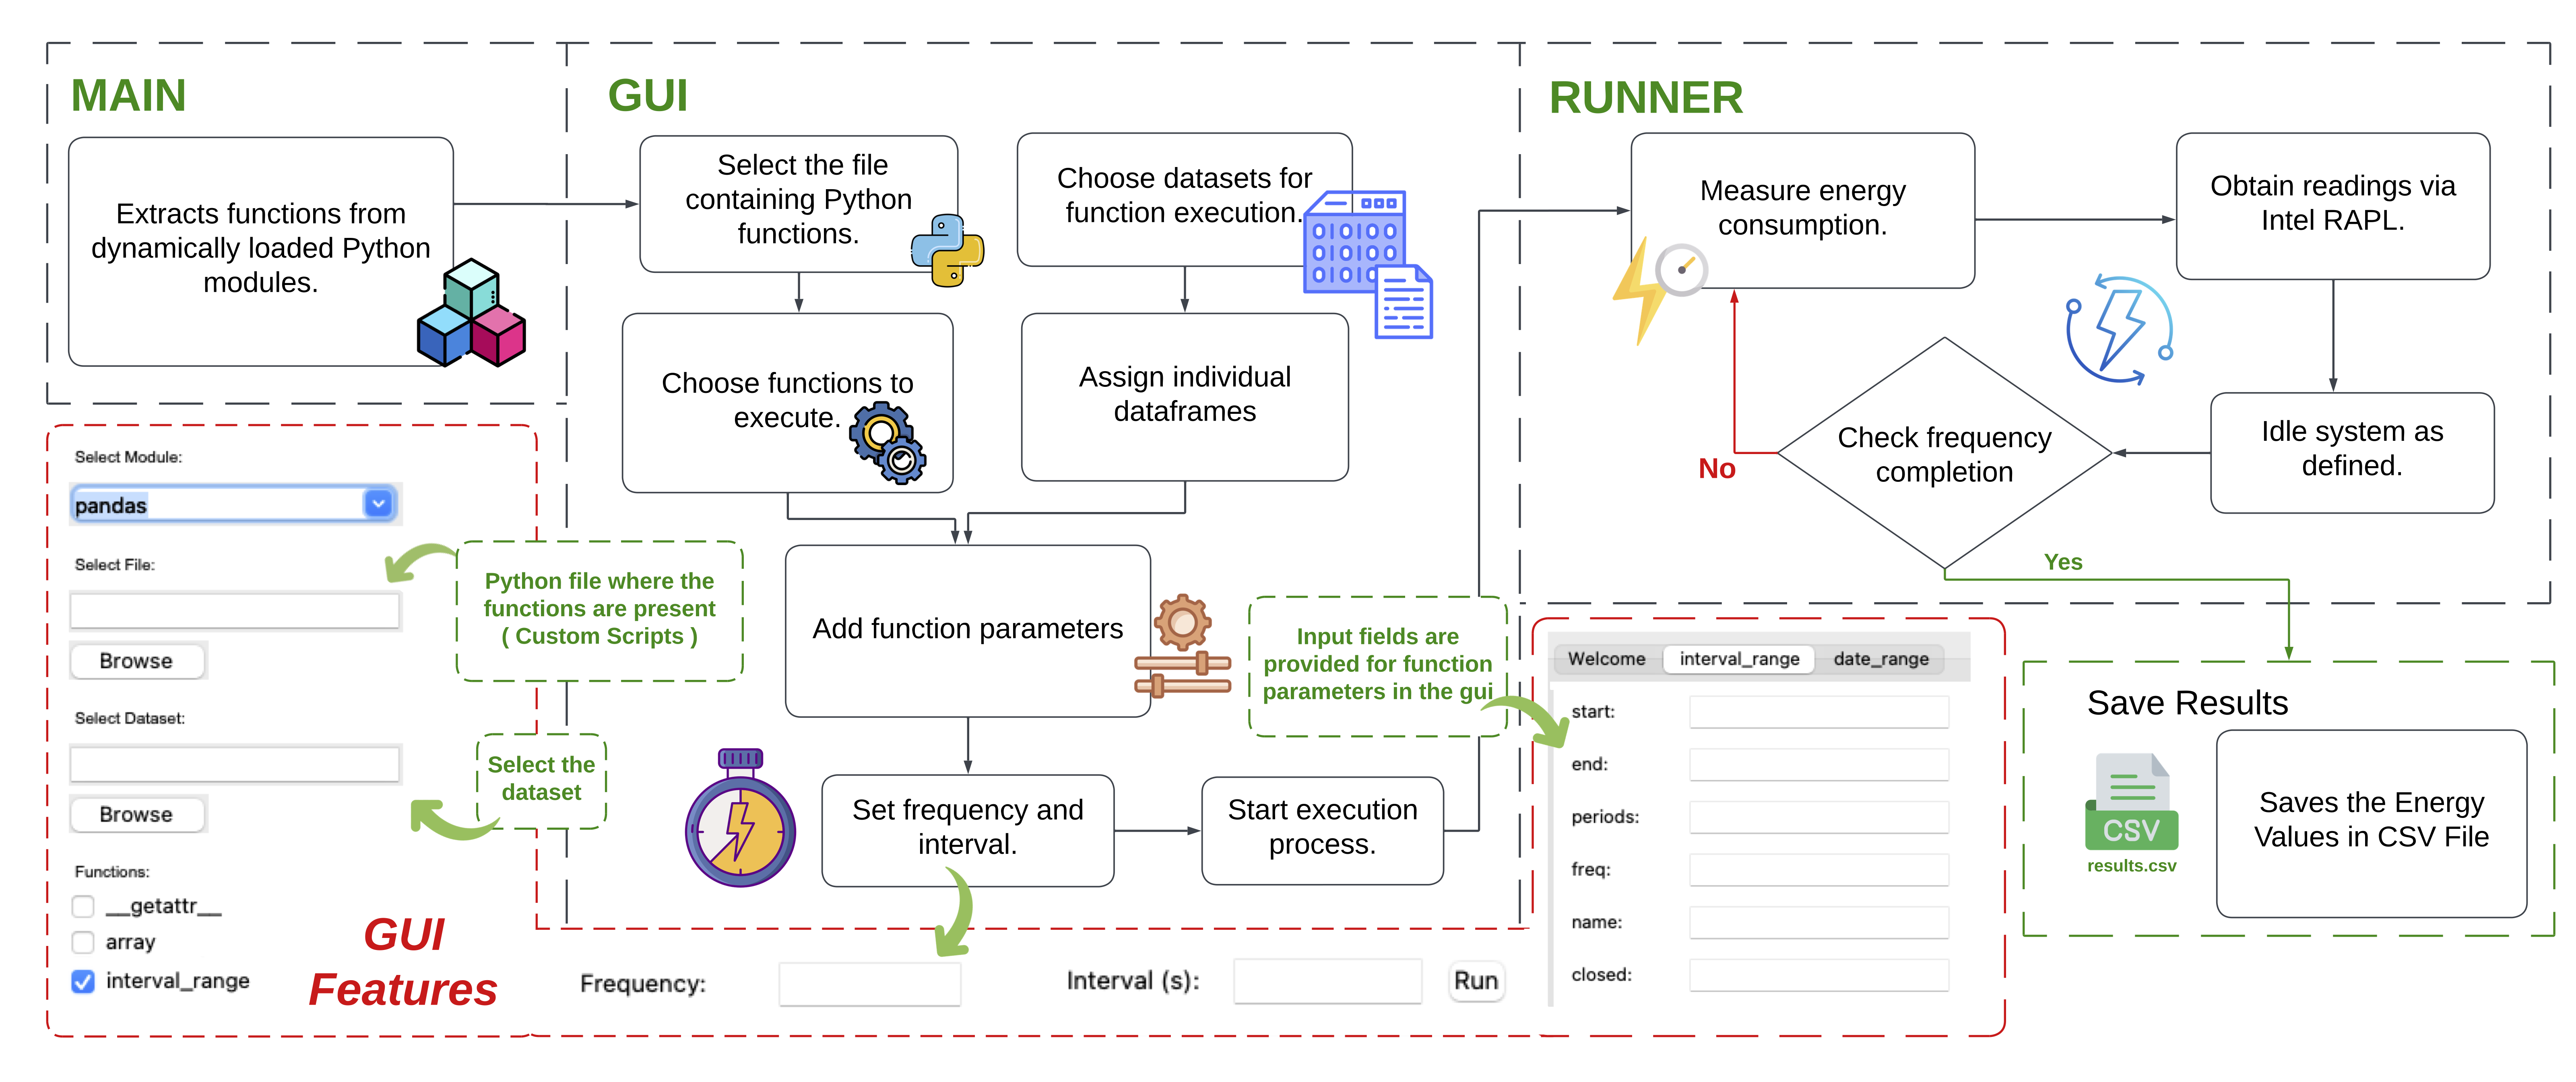 MAIN
Extracts functions from
dynamically loaded Python
modules.
GUI
Select the file
containing Python
functions.
Choose datasets for
function execution.
Choose functions to
execute.
Assign individual
dataframes
Add function parameters
Set frequency and
interval.
Start execution
process.
RUNNER
Measure energy
consumption.
Obtain readings via
Intel RAPL.
Idle system as
defined.
Check frequency
completion
No
Yes
Select Module:
pandas
Select File:
Browse
Select Dataset:
Browse
Functions:
__getattr__
array
interval_range
GUI
Features
Python file where the
functions are present
( Custom Scripts )
Select the
dataset
Input fields are
provided for function
parameters in the gui
Frequency:
Interval (s):
Run
Welcome
interval_range
date_range
start:
end:
periods:
freq:
name:
closed:
Save Results
CSV
results.csv
Saves the Energy
Values in CSV File